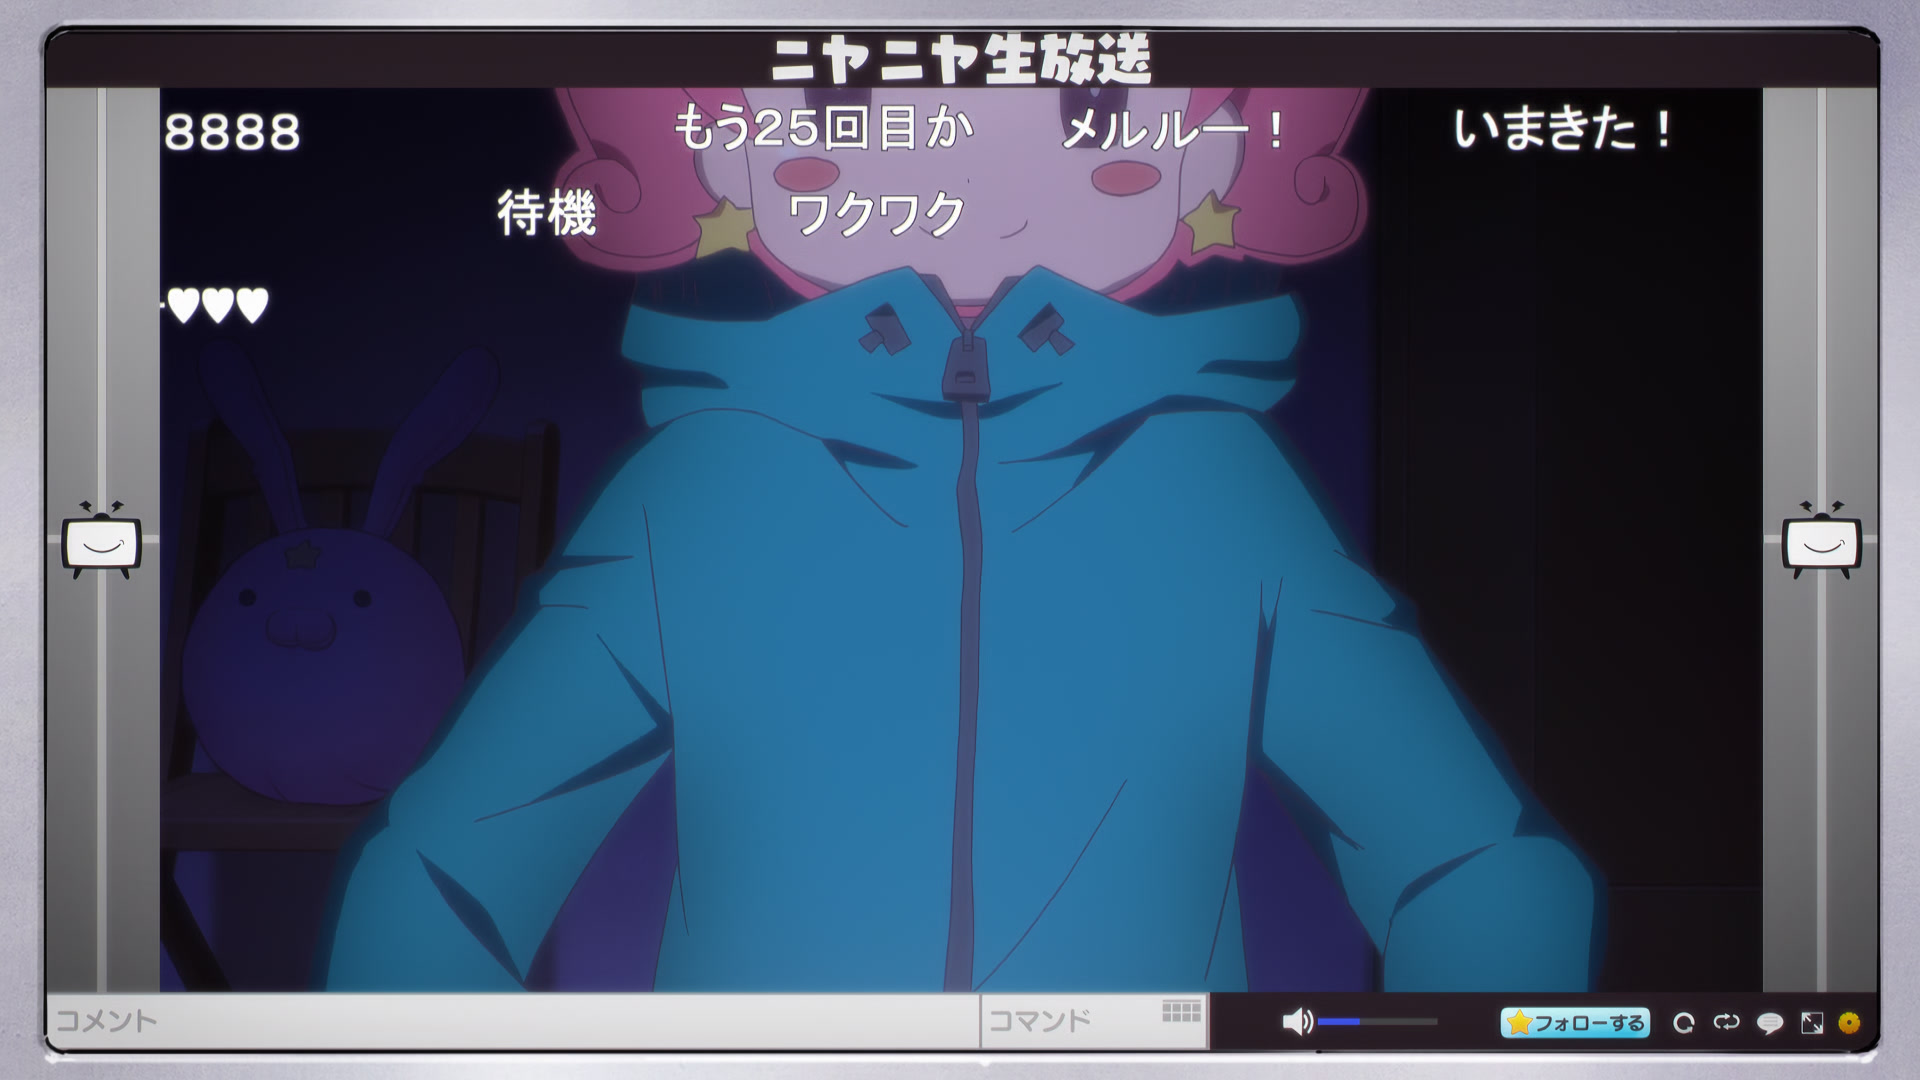 ニヤニヤ生放送
8888 もう25回目か メルルー！ いまきた！
待機 ワクワク
♥♥♥
コメント コマンド フォローする